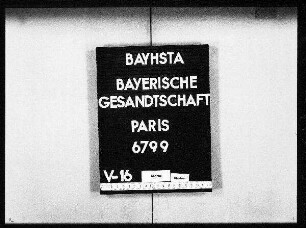 BAYHSTA
BAYERISCHE
GESANDTSCHAFT
PARIS
6799
V-16